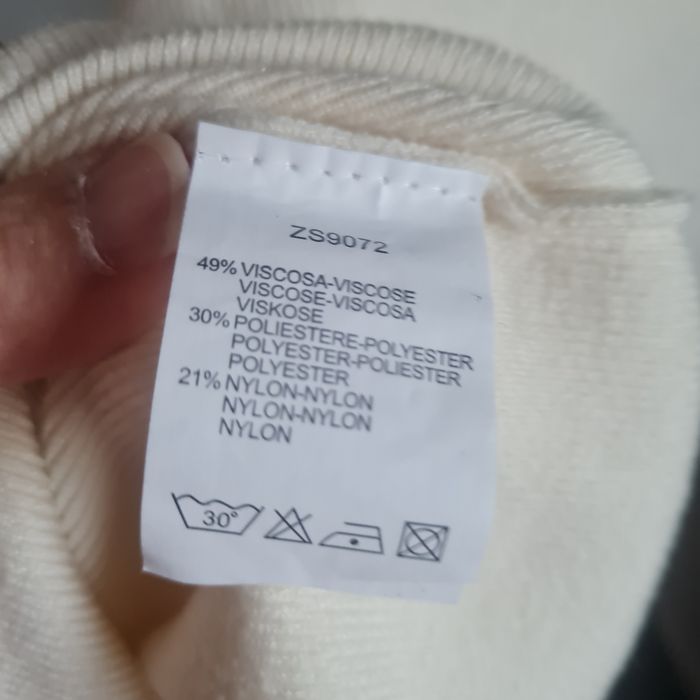 ZS9072
49% VISCOSA-VISCOSE
VISCOSE-VISCOSA
VISKOSE
30% POLIESTERE-POLYESTER
POLYESTER-POLIESTER
POLYESTER
21% NYLON-NYLON
NYLON-NYLON
NYLON
30°